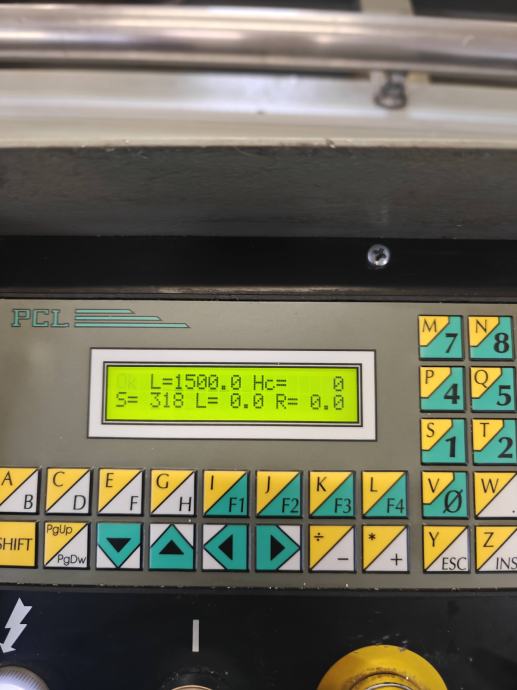 PCL
Ok L=1500.0 Hc= 0
S= 318 L= 0.0 R= 0.0
M 7 N 8
P 4 Q 5
S 1 T 2
A B C D E F G H I F1 J F2 K F3 L F4 V Ø W .
SHIFT PgUp PgDw ÷ - * + Y ESC Z INS